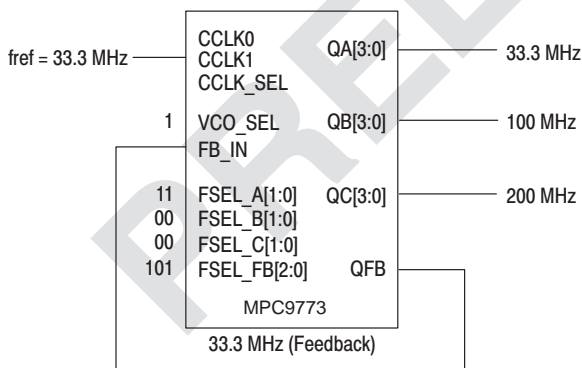 fref = 33.3 MHz
CCLK0
CCLK1
CCLK_SEL
QA[3:0]
33.3 MHz
1
VCO_SEL
QB[3:0]
100 MHz
FB_IN
11
FSEL_A[1:0]
QC[3:0]
200 MHz
00
FSEL_B[1:0]
00
FSEL_C[1:0]
101
FSEL_FB[2:0]
QFB
MPC9773
33.3 MHz (Feedback)
PREL